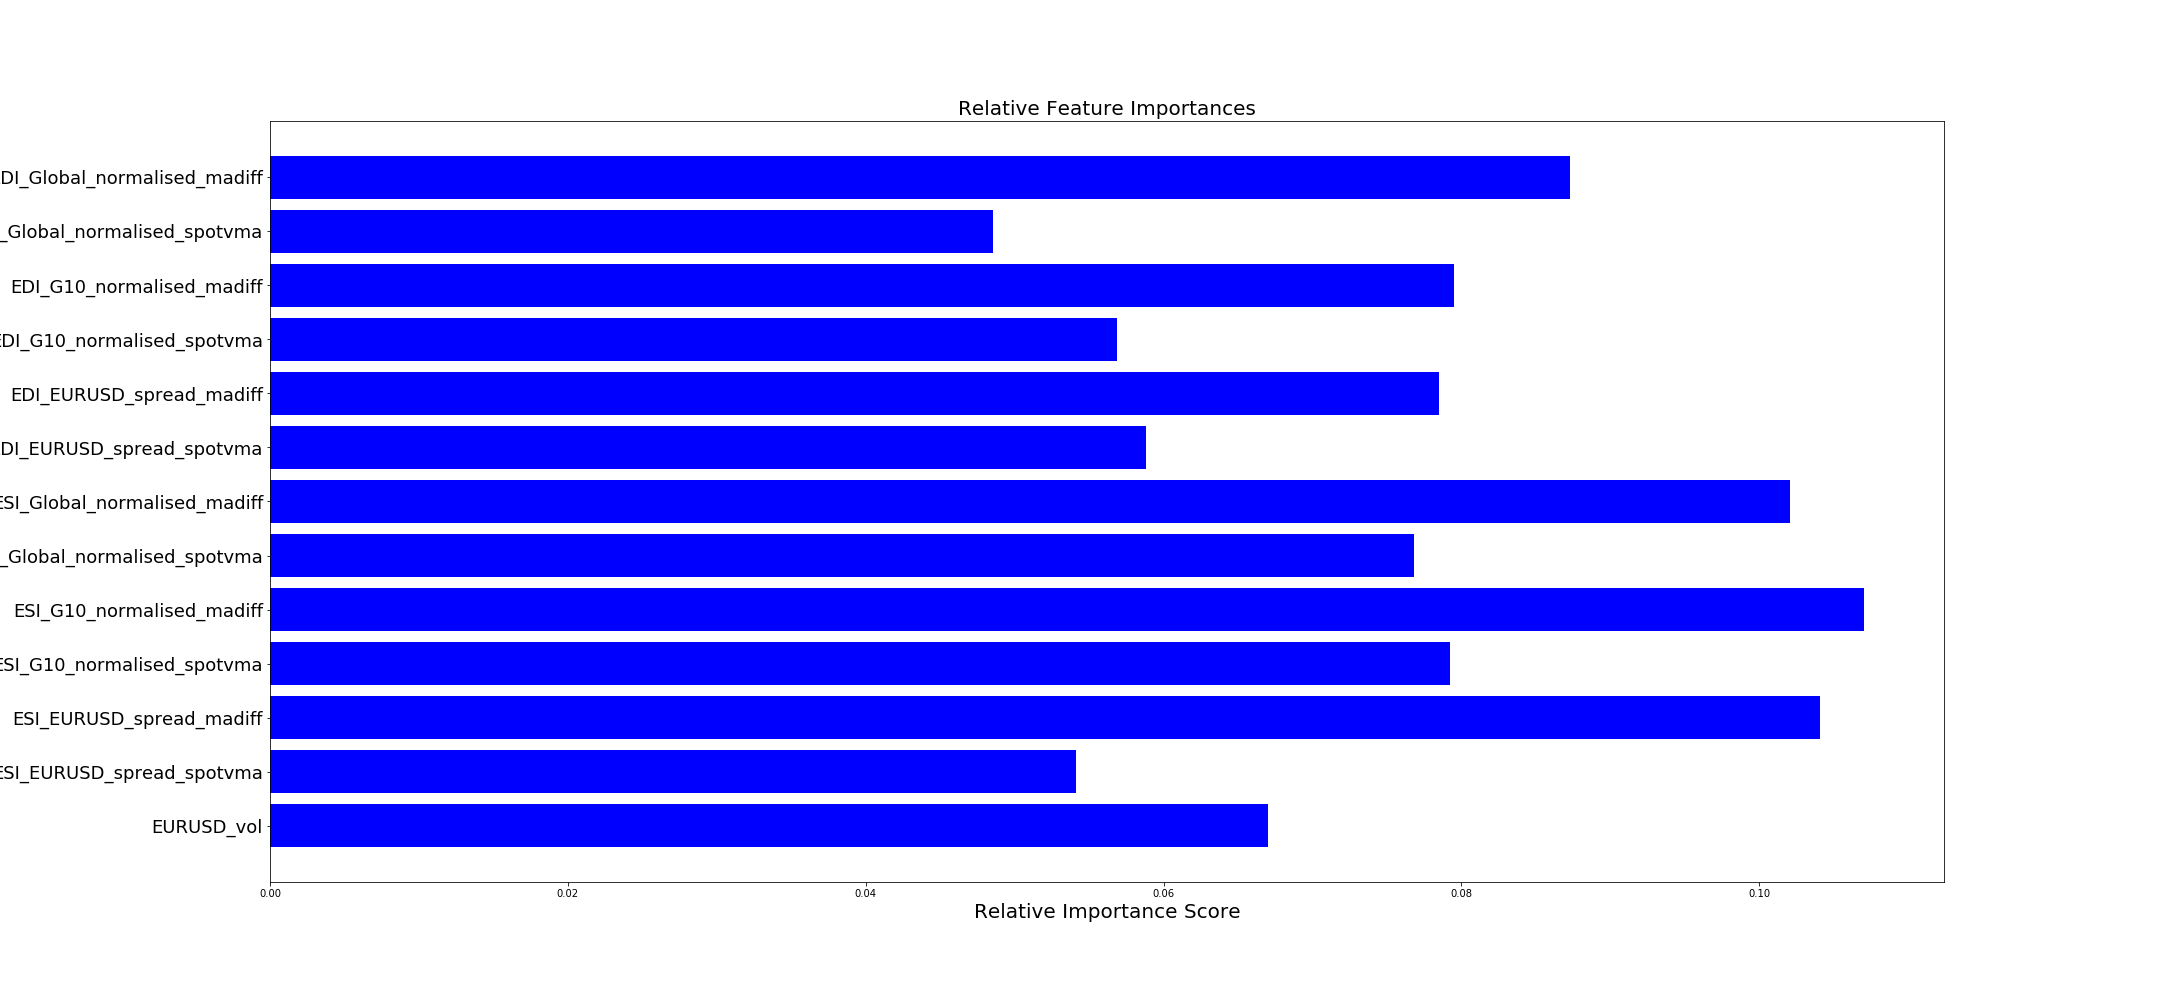 Relative Feature Importances
DI_Global_normalised_madiff
_Global_normalised_spotvma
EDI_G10_normalised_madiff
EDI_G10_normalised_spotvma
EDI_EURUSD_spread_madiff
DI_EURUSD_spread_spotvma
ESI_Global_normalised_madiff
_Global_normalised_spotvma
ESI_G10_normalised_madiff
ESI_G10_normalised_spotvma
ESI_EURUSD_spread_madiff
ESI_EURUSD_spread_spotvma
EURUSD_vol
0.00 0.02 0.04 0.06 0.08 0.10
Relative Importance Score